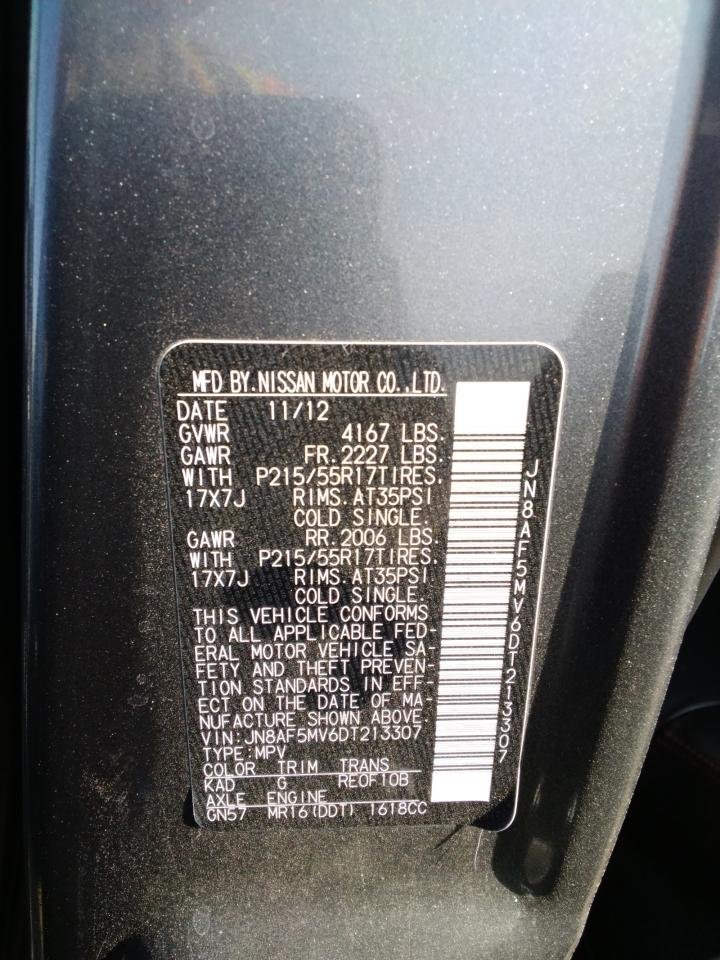 MFD BY.NISSAN MOTOR CO.,LTD.
DATE 11/12
GVWR 4167 LBS.
GAWR FR. 2227 LBS.
WITH P215/55R17TIRES.
17X7J RIMS. AT35PSI
COLD SINGLE.
GAWR RR. 2006 LBS.
WITH P215/55R17TIRES.
17X7J RIMS. AT35PSI
COLD SINGLE.
THIS VEHICLE CONFORMS
TO ALL APPLICABLE FED-
ERAL MOTOR VEHICLE SA-
FETY AND THEFT PREVEN-
TION STANDARDS IN EFF-
ECT ON THE DATE OF MA-
NUFACTURE SHOWN ABOVE.
VIN:JN8AF5MV6DT213307
TYPE:MPV
COLOR TRIM TRANS
KAD G RE0F10B
AXLE ENGINE
GN57 MR16(DDT) 1618CC
JN8AF5MV6DT213307